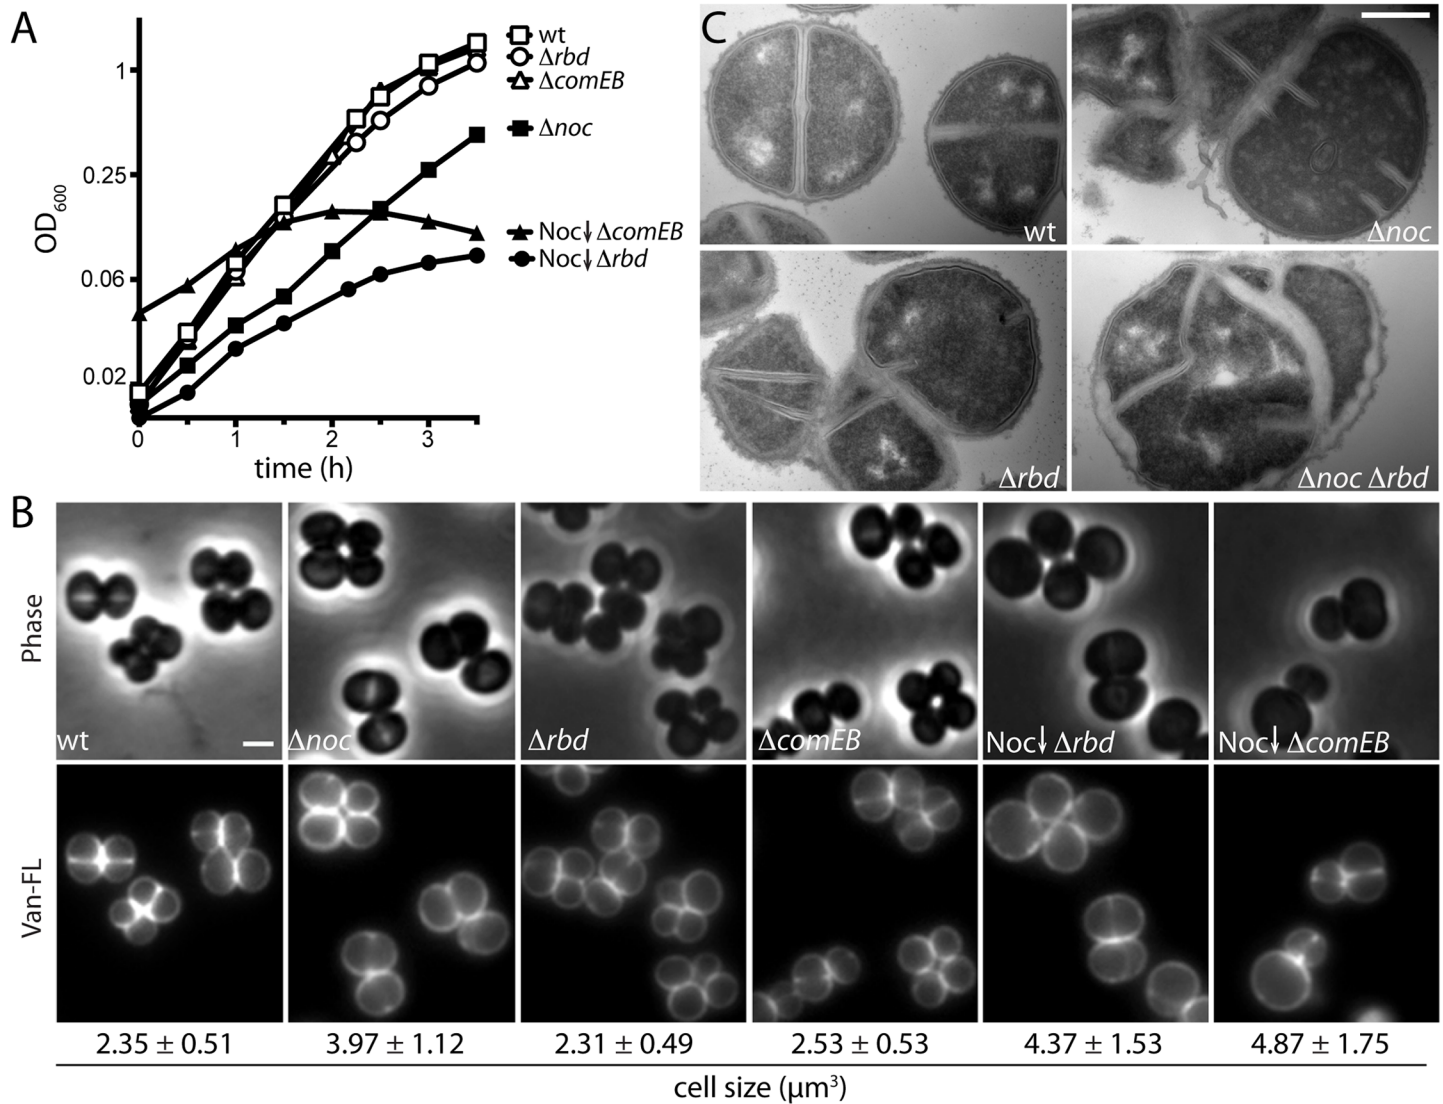 A
OD600
1
0.25
0.06
0.02
0 1 2 3
time (h)
wt
Δrbd
ΔcomEB
Δnoc
Noc↓ ΔcomEB
Noc↓ Δrbd
C
wt
Δnoc
Δrbd
Δnoc Δrbd
B
Phase
wt
Δnoc
Δrbd
ΔcomEB
Noc↓ Δrbd
Noc↓ ΔcomEB
Van-FL
2.35 ± 0.51 3.97 ± 1.12 2.31 ± 0.49 2.53 ± 0.53 4.37 ± 1.53 4.87 ± 1.75
cell size (μm³)